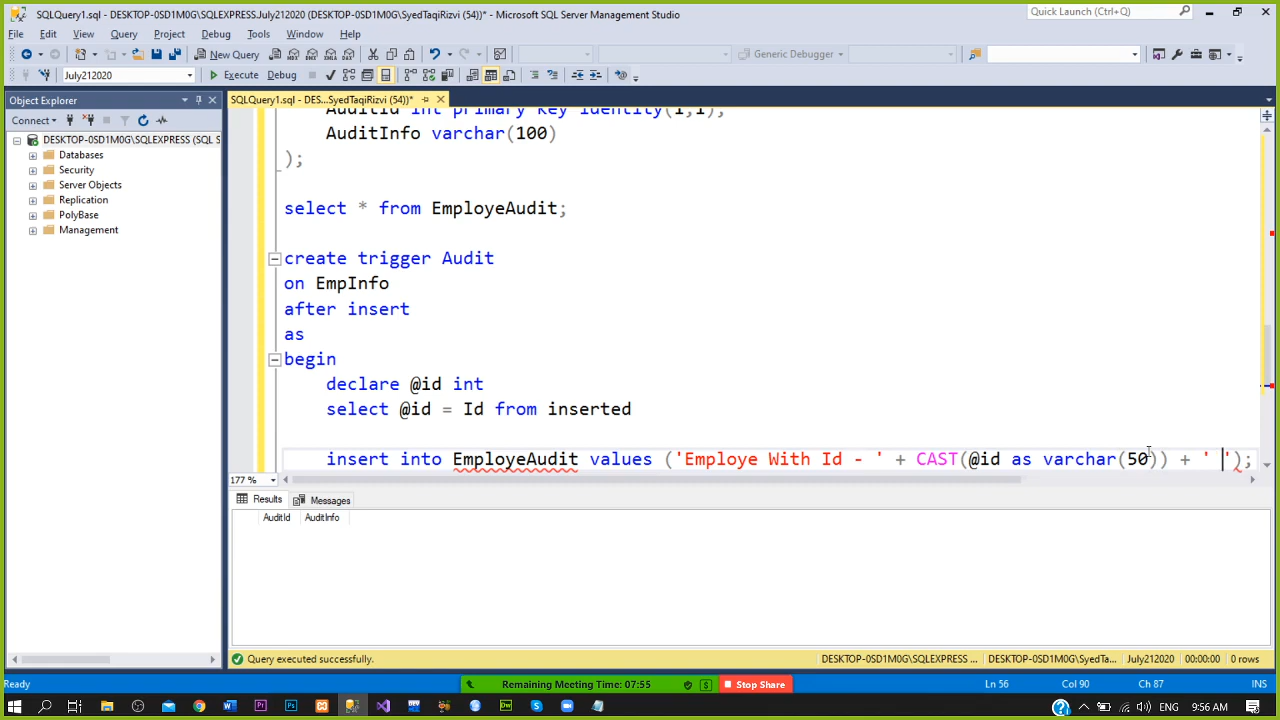 SQLQuery1.sql - DESKTOP-0SD1M0G\SQLEXPRESS.July212020 (DESKTOP-0SD1M0G\SyedTaqiRizvi (54))* - Microsoft SQL Server Management Studio
Quick Launch (Ctrl+Q)
File Edit View Query Project Debug Tools Window Help
New Query
Generic Debugger
July212020
Execute Debug
Object Explorer
SQLQuery1.sql - DES...SyedTaqiRizvi (54))*
Connect
DESKTOP-0SD1M0G\SQLEXPRESS (SQL S
Databases
Security
Server Objects
Replication
PolyBase
Management
AuditId int primary key identity(1,1),
AuditInfo varchar(100)
);
select * from EmployeAudit;
create trigger Audit
on EmpInfo
after insert
as
begin
declare @id int
select @id = Id from inserted
insert into EmployeAudit values ('Employe With Id - ' + CAST(@id as varchar(50)) + ' ');
177 %
Results Messages
AuditId AuditInfo
Query executed successfully.
DESKTOP-0SD1M0G\SQLEXPRESS ... DESKTOP-0SD1M0G\SyedTa... July212020 00:00:00 0 rows
Ready
Remaining Meeting Time: 07:55
Stop Share
Ln 56 Col 90 Ch 87 INS
ENG 9:56 AM